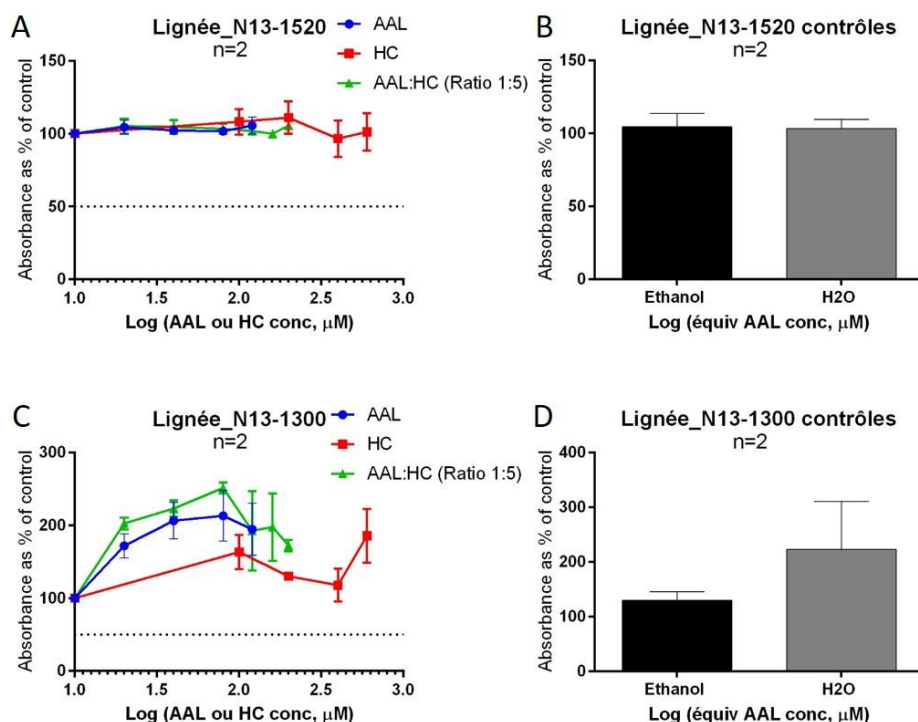 A
Lignée_N13-1520
n=2
AAL
HC
AAL:HC (Ratio 1:5)
Absorbance as % of control
150
100
50
0
1.0 1.5 2.0 2.5 3.0
Log (AAL ou HC conc, µM)
B
Lignée_N13-1520 contrôles
n=2
Absorbance as % of control
150
100
50
0
Ethanol H2O
Log (équiv AAL conc, µM)
C
Lignée_N13-1300
n=2
AAL
HC
AAL:HC (Ratio 1:5)
Absorbance as % of control
300
200
100
0
1.0 1.5 2.0 2.5 3.0
Log (AAL ou HC conc, µM)
D
Lignée_N13-1300 contrôles
n=2
Absorbance as % of control
400
300
200
100
0
Ethanol H2O
Log (équiv AAL conc, µM)